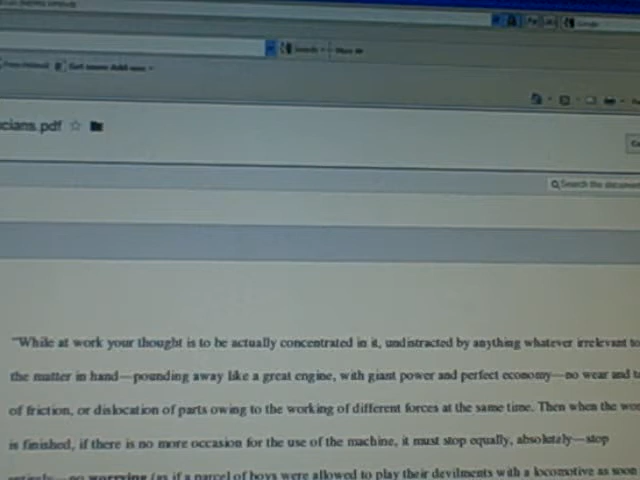 cians.pdf
Search the document
"While at work your thought is to be actually concentrated in it, undistracted by anything whatever irrelevant to
the matter in hand—pounding away like a great engine, with giant power and perfect economy—no wear and
of friction, or dislocation of parts owing to the working of different forces at the same time. Then when the
is finished, if there is no more occasion for the use of the machine, it must stop equally, absolutely—stop
entirely—no worrying (as if a parcel of boys were allowed to play their devilments with a locomotive as soon